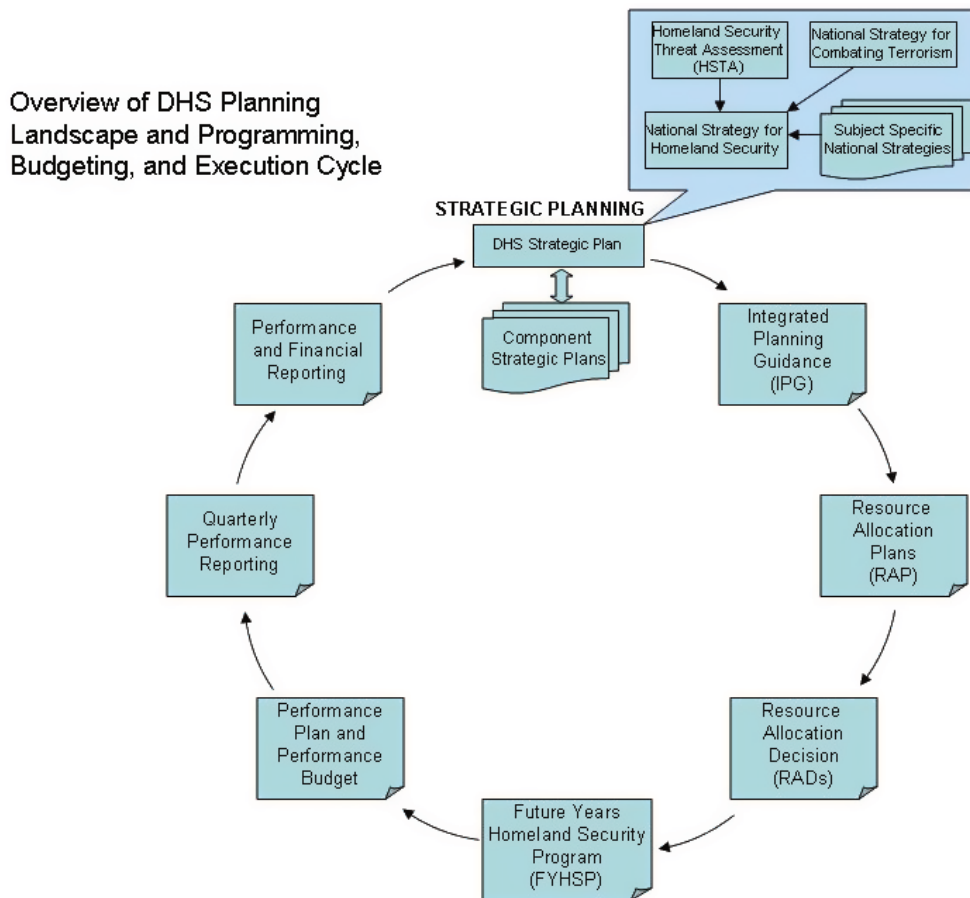 Overview of DHS Planning
Landscape and Programming,
Budgeting, and Execution Cycle
Homeland Security
Threat Assessment
(HSTA)
National Strategy for
Combating Terrorism
National Strategy for
Homeland Security
Subject Specific
National Strategies
STRATEGIC PLANNING
DHS Strategic Plan
Component
Strategic Plans
Integrated
Planning
Guidance
(IPG)
Resource
Allocation
Plans
(RAP)
Resource
Allocation
Decision
(RADs)
Future Years
Homeland Security
Program
(FYHSP)
Performance
Plan and
Performance
Budget
Quarterly
Performance
Reporting
Performance
and Financial
Reporting